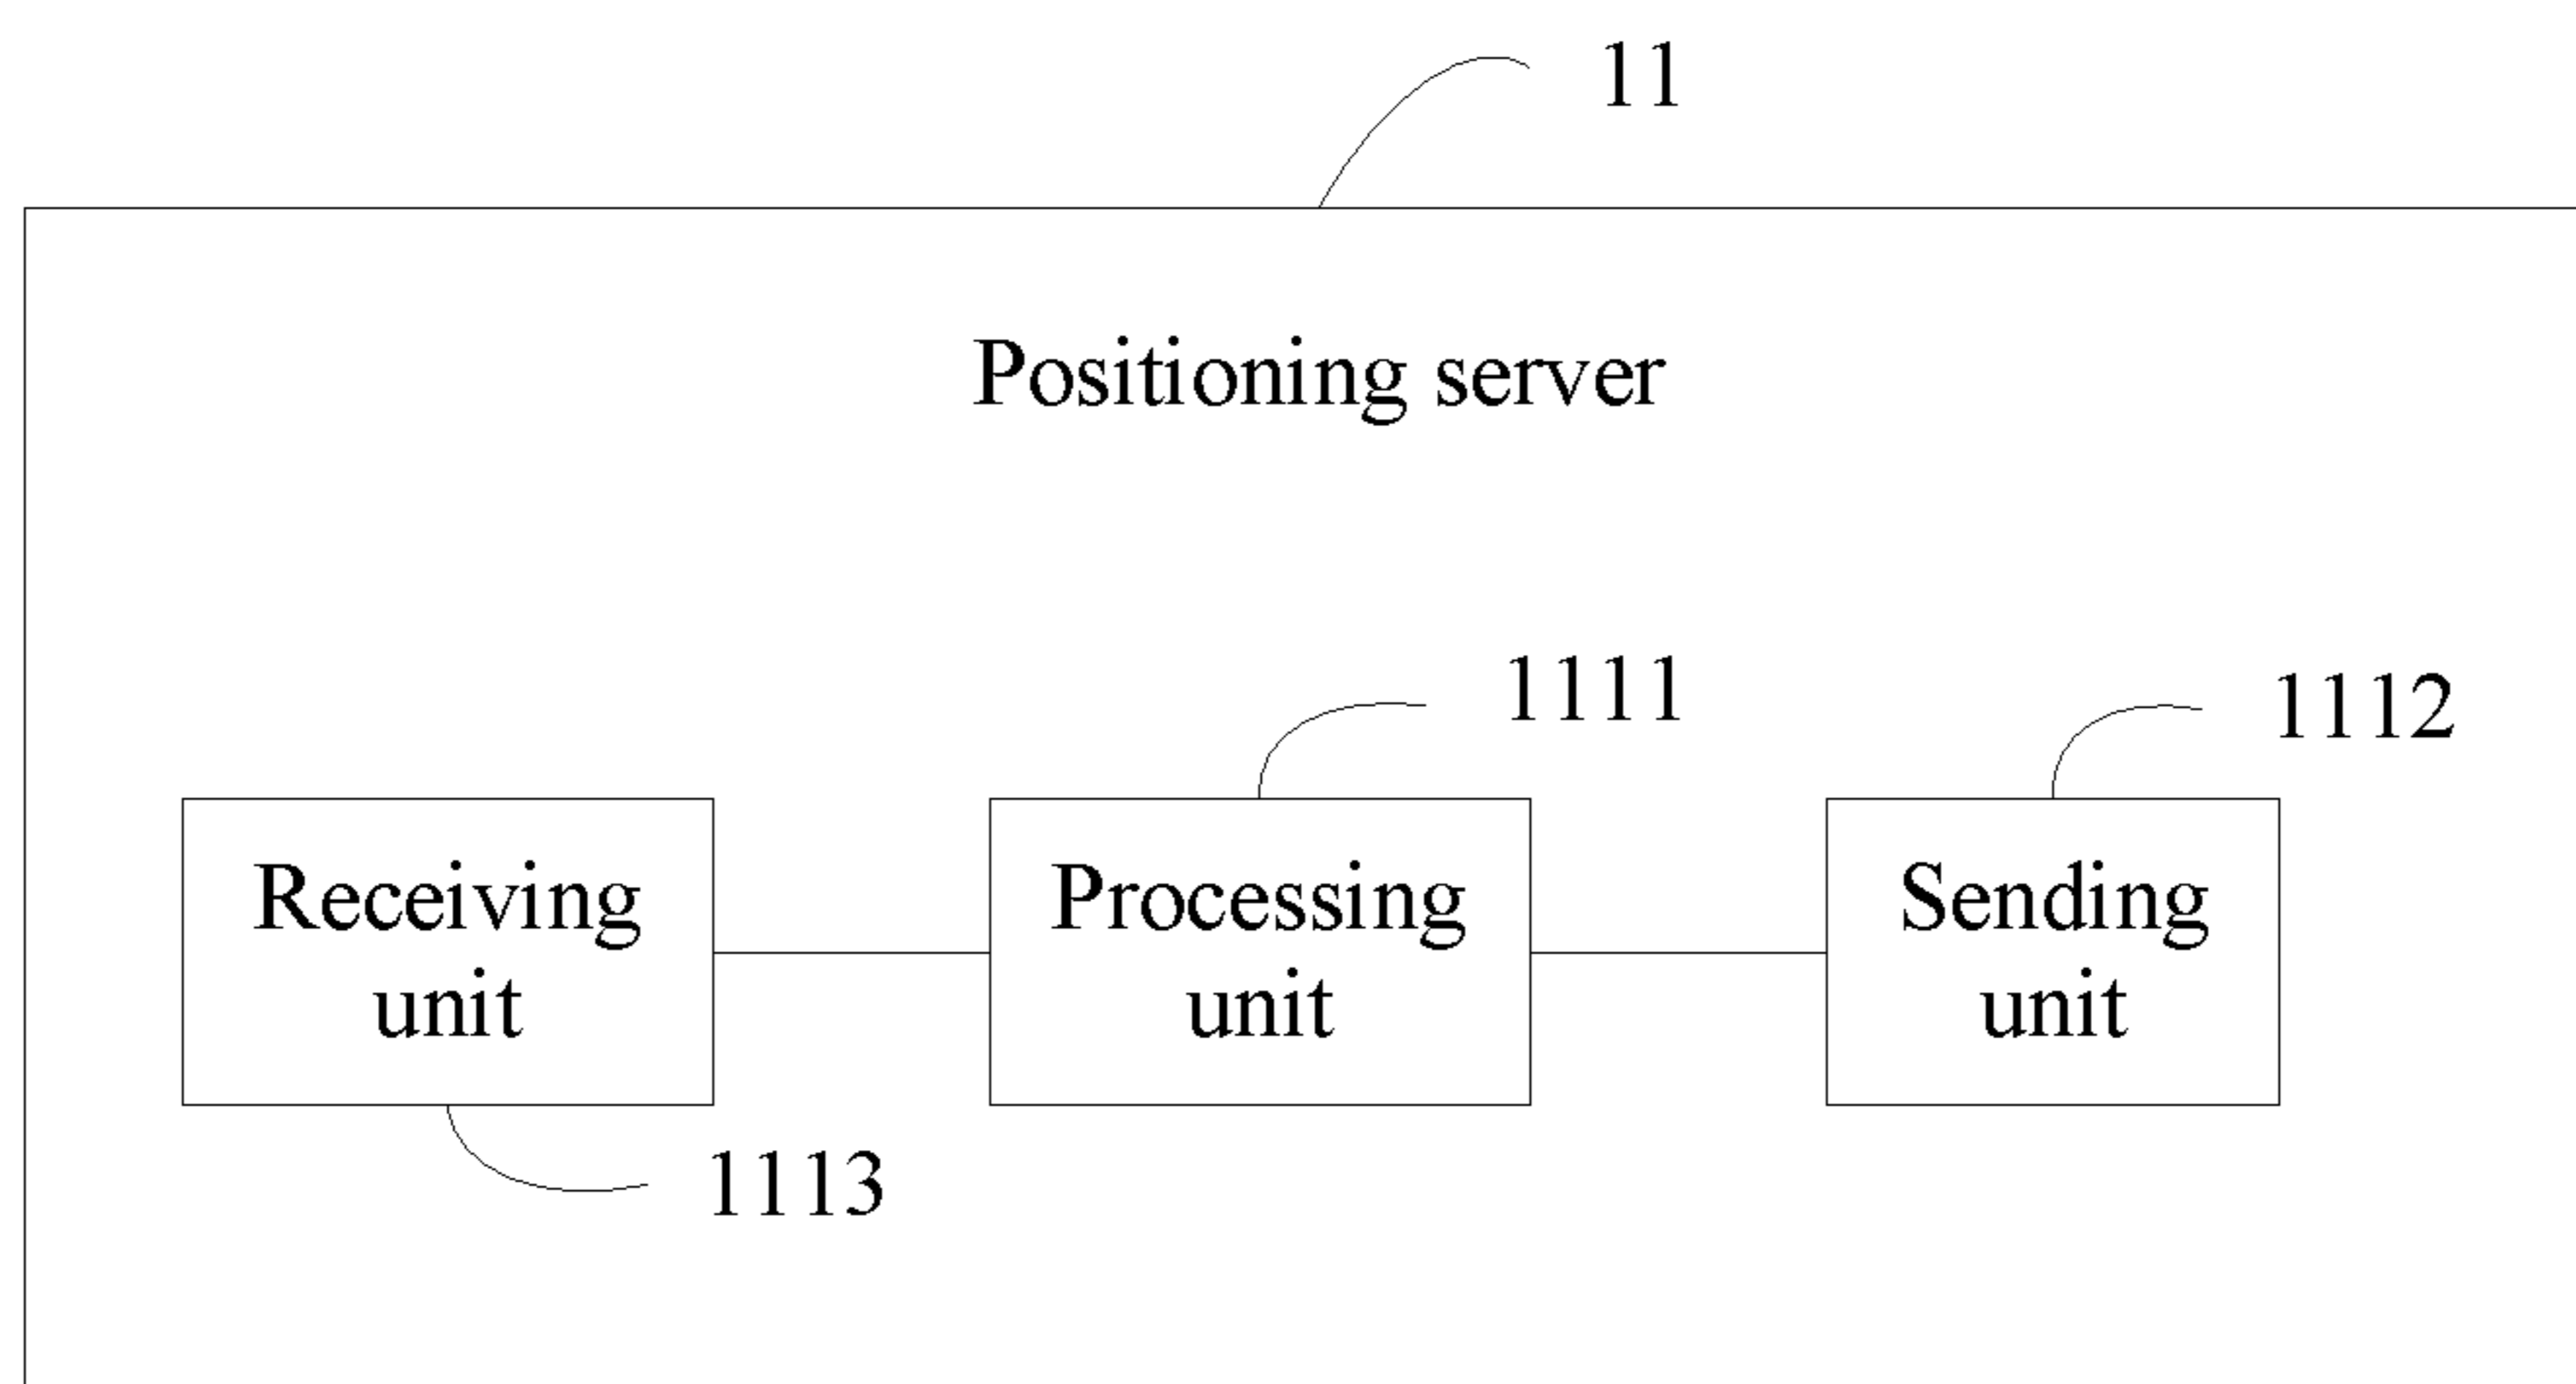 11
Positioning server
1111
1112
Receiving
unit
Processing
unit
Sending
unit
1113